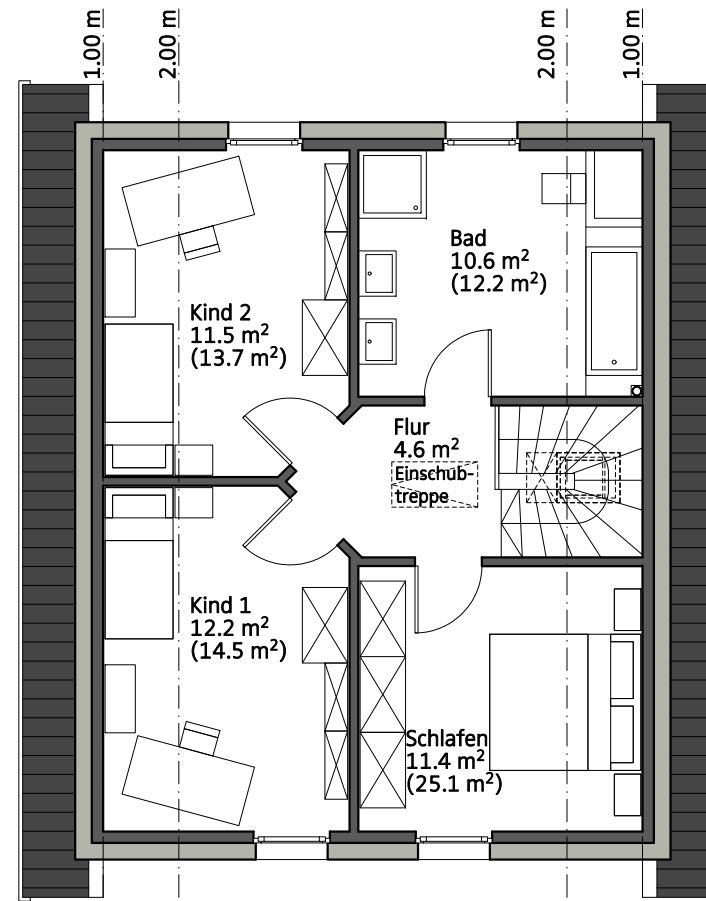 1.00 m
2.00 m
2.00 m
1.00 m
Bad
10.6 m²
(12.2 m²)
Kind 2
11.5 m²
(13.7 m²)
Flur
4.6 m²
Einschub-
treppe
Kind 1
12.2 m²
(14.5 m²)
Schlafen
11.4 m²
(25.1 m²)